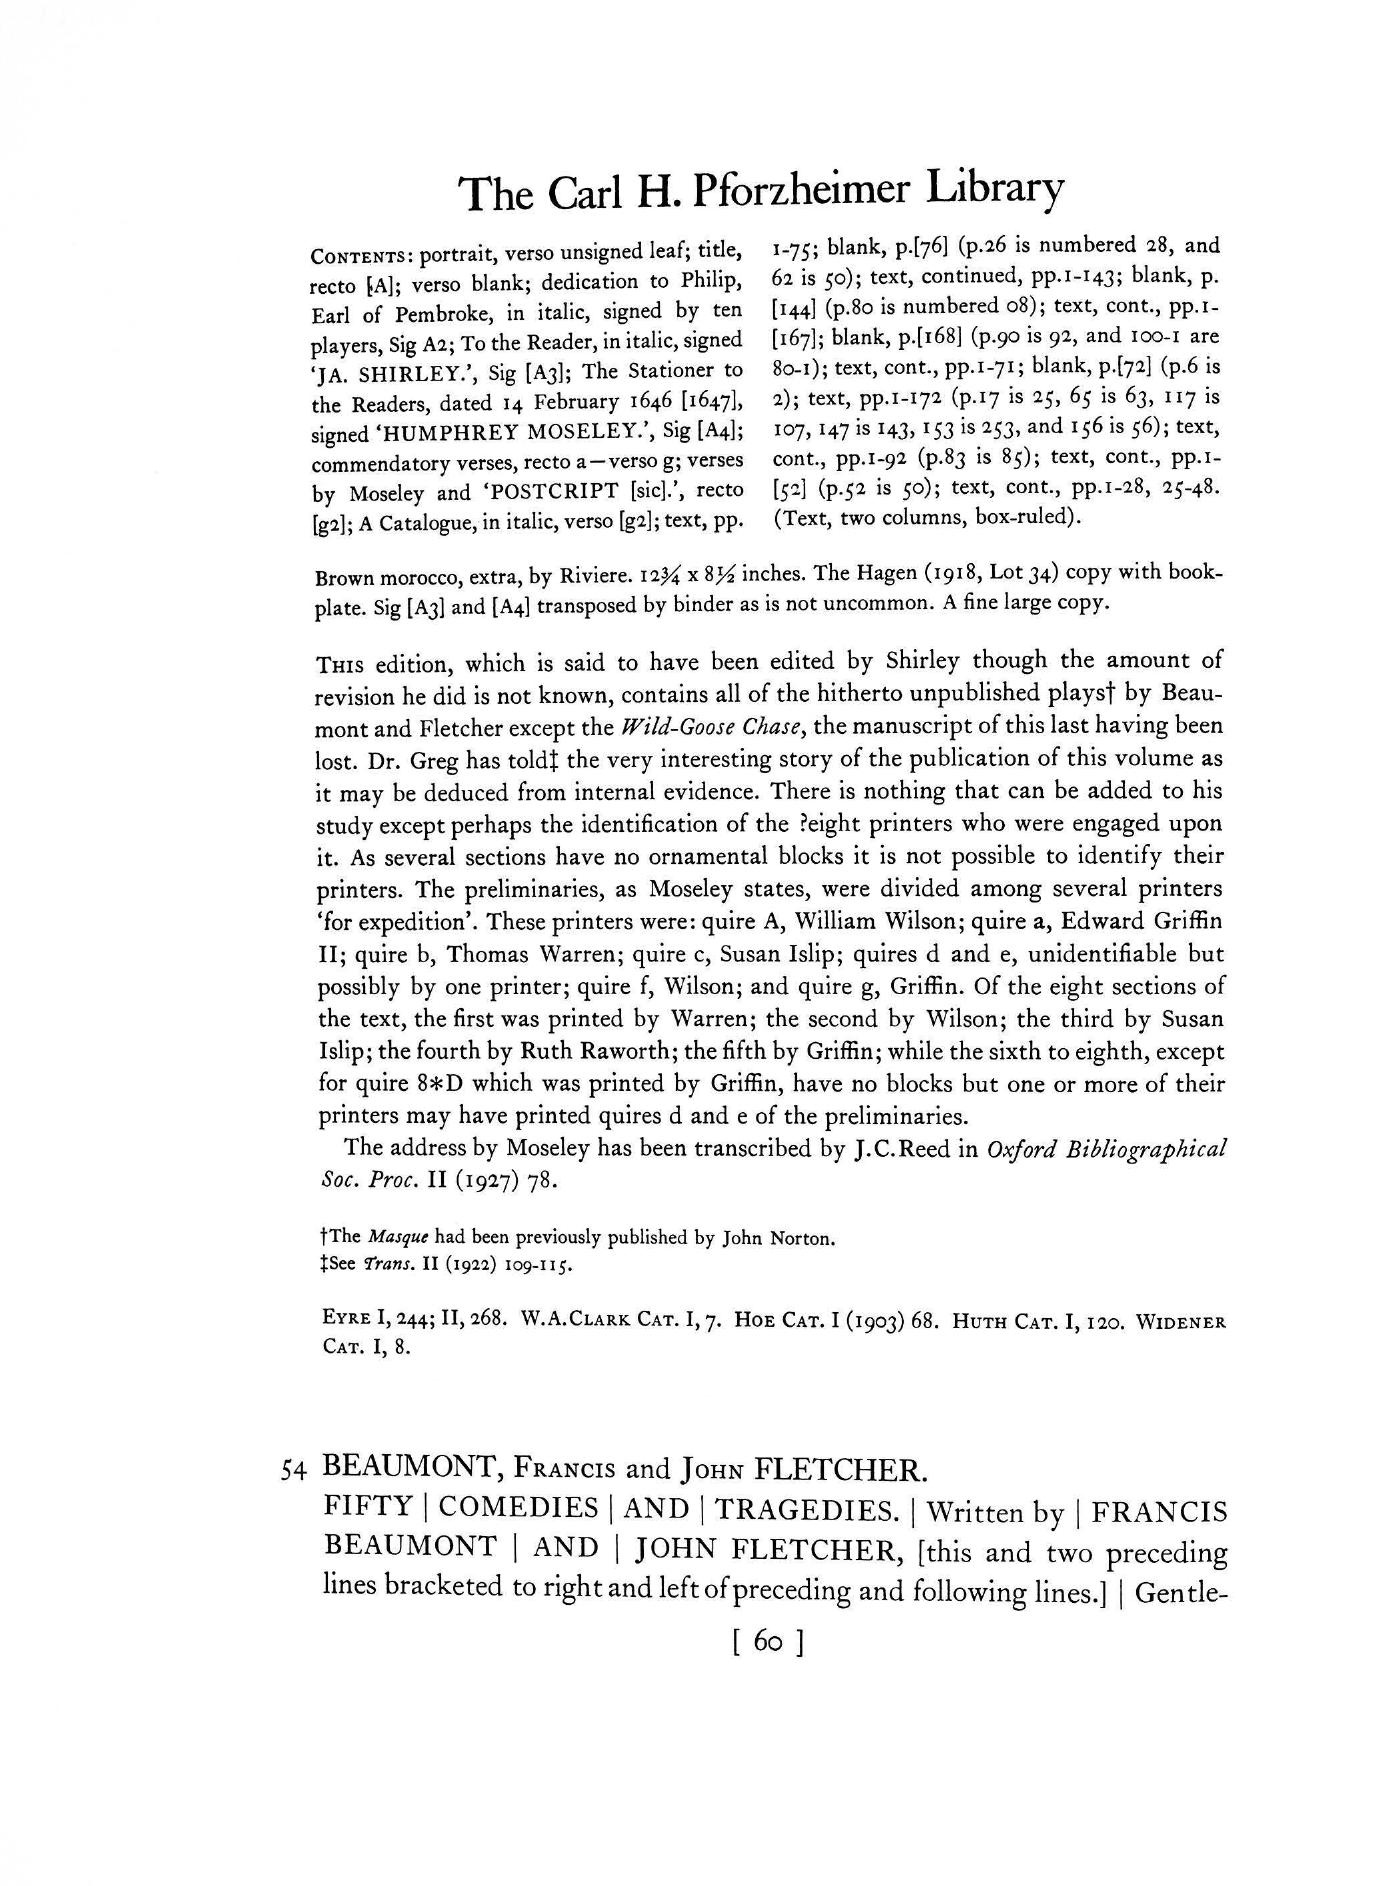 The Carl H. Pforzheimer Library
CONTENTS: portrait, verso unsigned leaf; title,
recto [A]; verso blank; dedication to Philip,
Earl of Pembroke, in italic, signed by ten
players, Sig A2; To the Reader, in italic, signed
‘JA. SHIRLEY.’, Sig [A3]; The Stationer to
the Readers, dated 14 February 1646 [1647],
signed ‘HUMPHREY MOSELEY.’, Sig [A4];
commendatory verses, recto a—verso g; verses
by Moseley and ‘POSTCRIPT [sic].’, recto
[g2]; A Catalogue, in italic, verso [g2]; text, pp.
1-75; blank, p.[76] (p.26 is numbered 28, and
62 is 50); text, continued, pp.1-143; blank, p.
[144] (p.80 is numbered 08); text, cont., pp.1-
[167]; blank, p.[168] (p.90 is 92, and 100-1 are
80-1); text, cont., pp.1-71; blank, p.[72] (p.6 is
2); text, pp.1-172 (p.17 is 25, 65 is 63, 117 is
107, 147 is 143, 153 is 253, and 156 is 56); text,
cont., pp.1-92 (p.83 is 85); text, cont., pp.1-
[52] (p.52 is 50); text, cont., pp.1-28, 25-48.
(Text, two columns, box-ruled).
Brown morocco, extra, by Riviere. 12¾ x 8½ inches. The Hagen (1918, Lot 34) copy with book-
plate. Sig [A3] and [A4] transposed by binder as is not uncommon. A fine large copy.
THIS edition, which is said to have been edited by Shirley though the amount of
revision he did is not known, contains all of the hitherto unpublished plays† by Beau-
mont and Fletcher except the Wild-Goose Chase, the manuscript of this last having been
lost. Dr. Greg has told‡ the very interesting story of the publication of this volume as
it may be deduced from internal evidence. There is nothing that can be added to his
study except perhaps the identification of the ?eight printers who were engaged upon
it. As several sections have no ornamental blocks it is not possible to identify their
printers. The preliminaries, as Moseley states, were divided among several printers
‘for expedition’. These printers were: quire A, William Wilson; quire a, Edward Griffin
II; quire b, Thomas Warren; quire c, Susan Islip; quires d and e, unidentifiable but
possibly by one printer; quire f, Wilson; and quire g, Griffin. Of the eight sections of
the text, the first was printed by Warren; the second by Wilson; the third by Susan
Islip; the fourth by Ruth Raworth; the fifth by Griffin; while the sixth to eighth, except
for quire 8*D which was printed by Griffin, have no blocks but one or more of their
printers may have printed quires d and e of the preliminaries.
The address by Moseley has been transcribed by J.C.Reed in Oxford Bibliographical
Soc. Proc. II (1927) 78.
†The Masque had been previously published by John Norton.
‡See Trans. II (1922) 109-115.
EYRE I, 244; II, 268. W.A.CLARK CAT. I, 7. HOE CAT. I (1903) 68. HUTH CAT. I, 120. WIDENER
CAT. I, 8.
54 BEAUMONT, FRANCIS and JOHN FLETCHER.
FIFTY | COMEDIES | AND | TRAGEDIES. | Written by | FRANCIS
BEAUMONT | AND | JOHN FLETCHER, [this and two preceding
lines bracketed to right and left of preceding and following lines.] | Gentle-
[ 60 ]